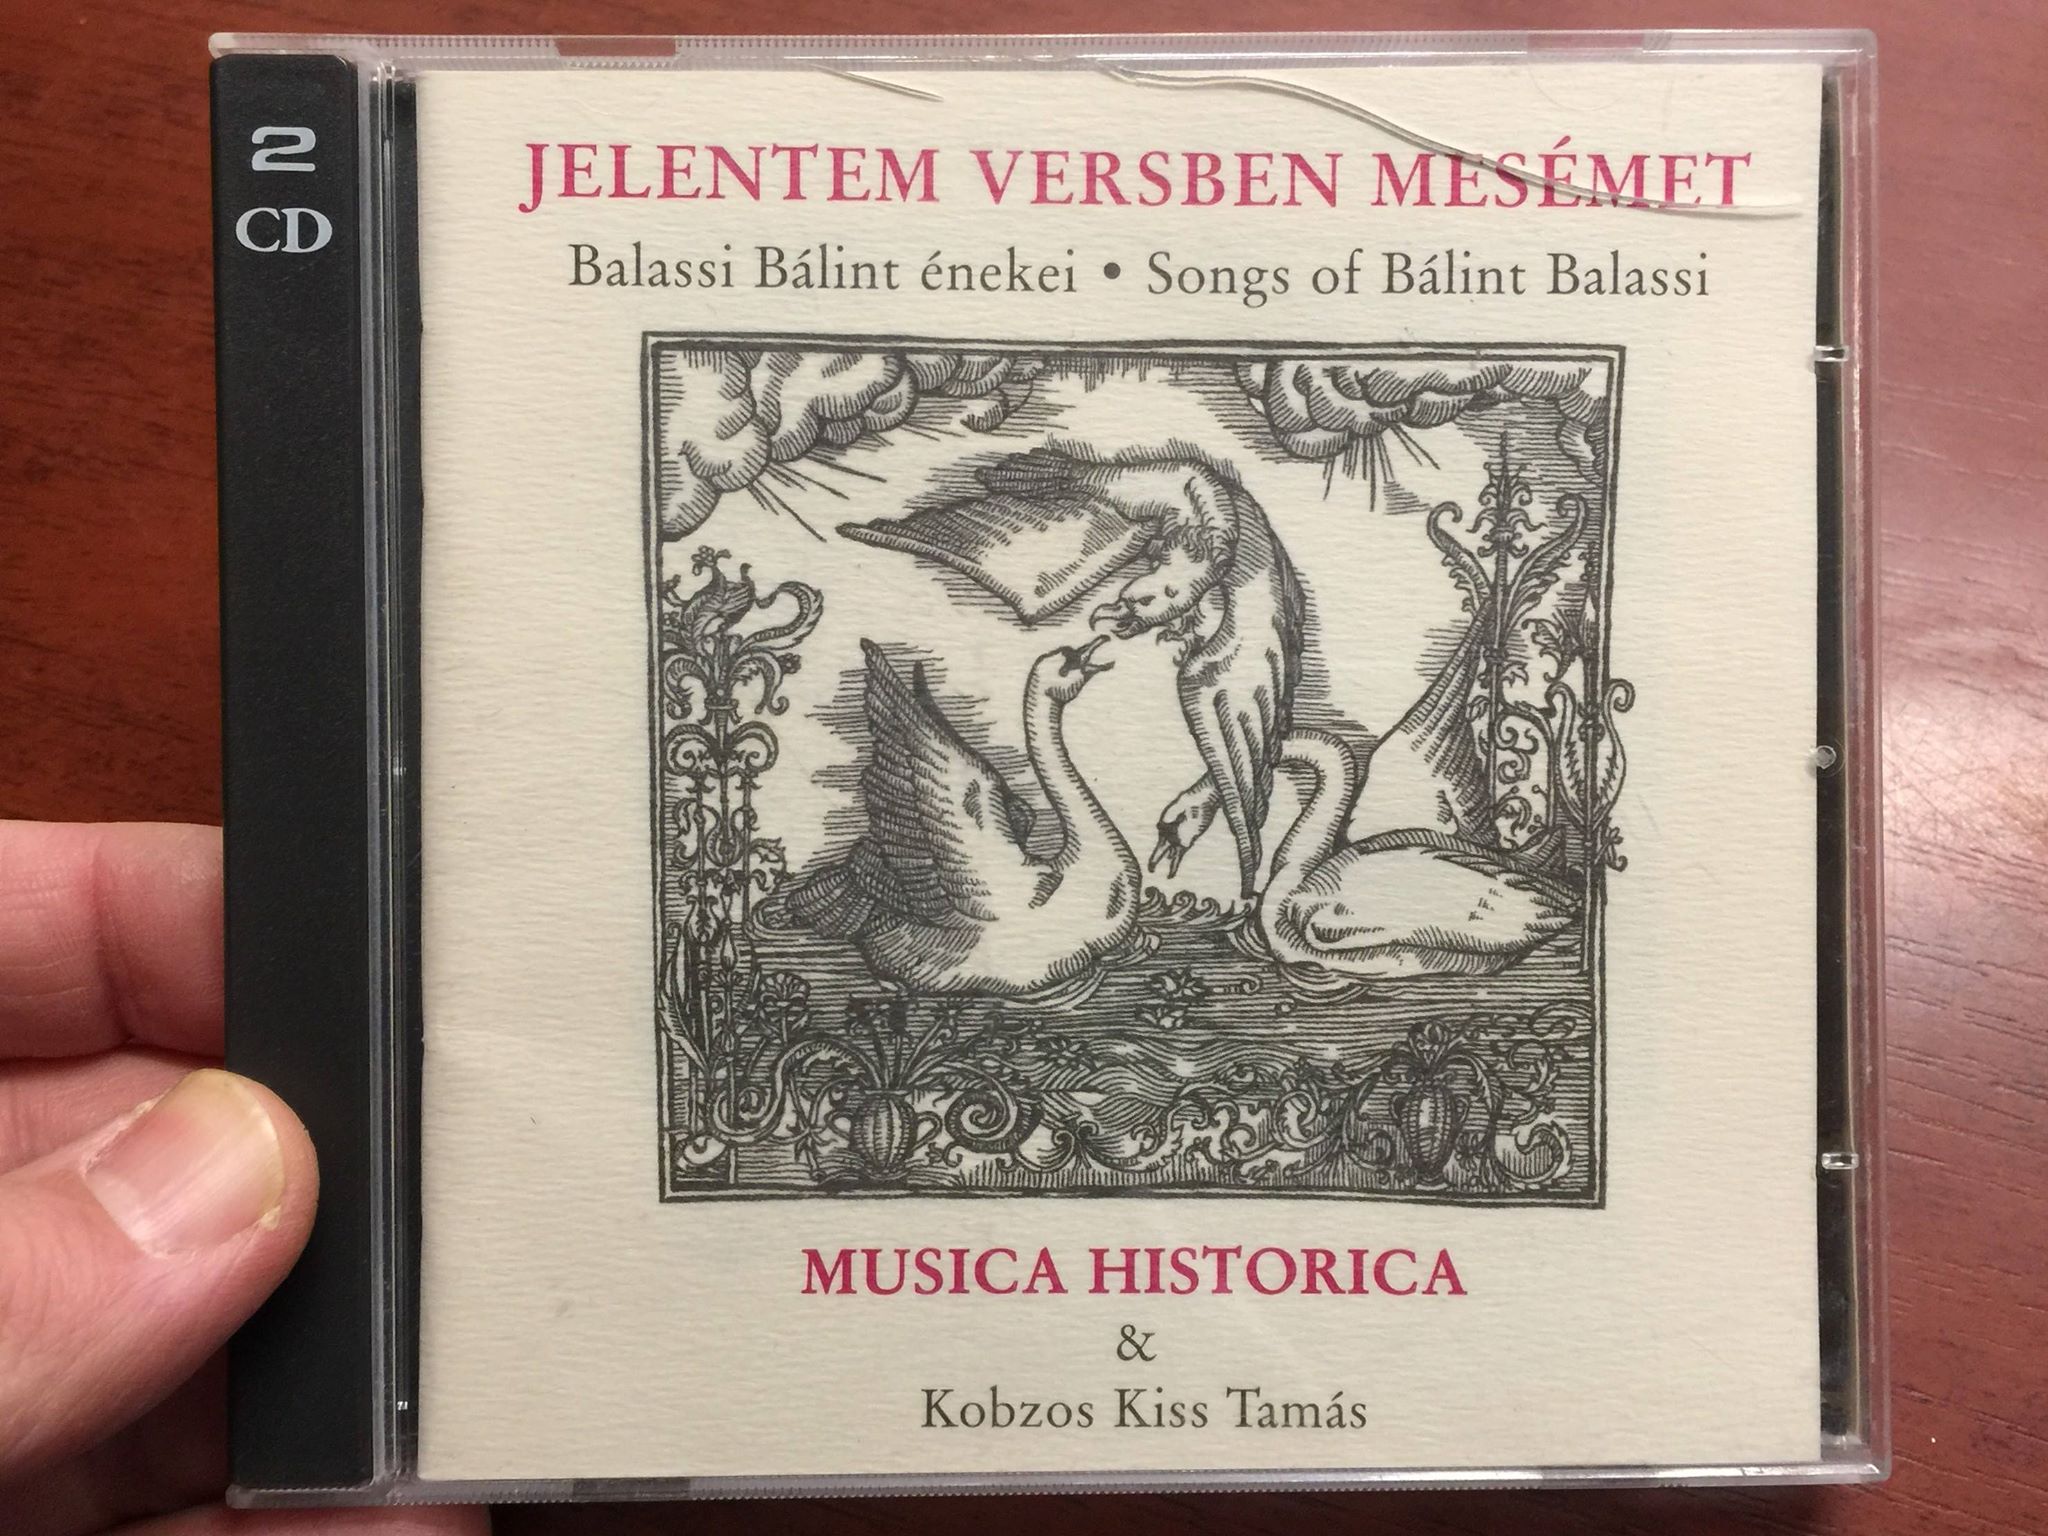 2
CD
JELENTEM VERSBEN MESÉMET
Balassi Bálint énekei • Songs of Bálint Balassi
MUSICA HISTORICA
&
Kobzos Kiss Tamás